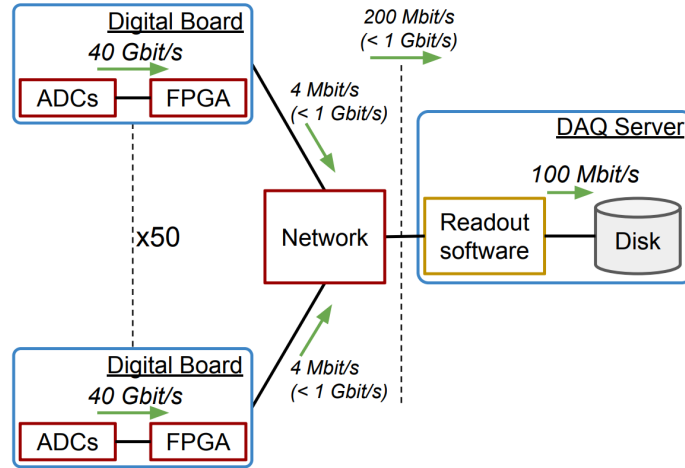 Digital Board
40 Gbit/s
ADCs
FPGA
200 Mbit/s
(< 1 Gbit/s)
4 Mbit/s
(< 1 Gbit/s)
DAQ Server
100 Mbit/s
Readout
software
Disk
Network
x50
4 Mbit/s
(< 1 Gbit/s)
Digital Board
40 Gbit/s
ADCs
FPGA